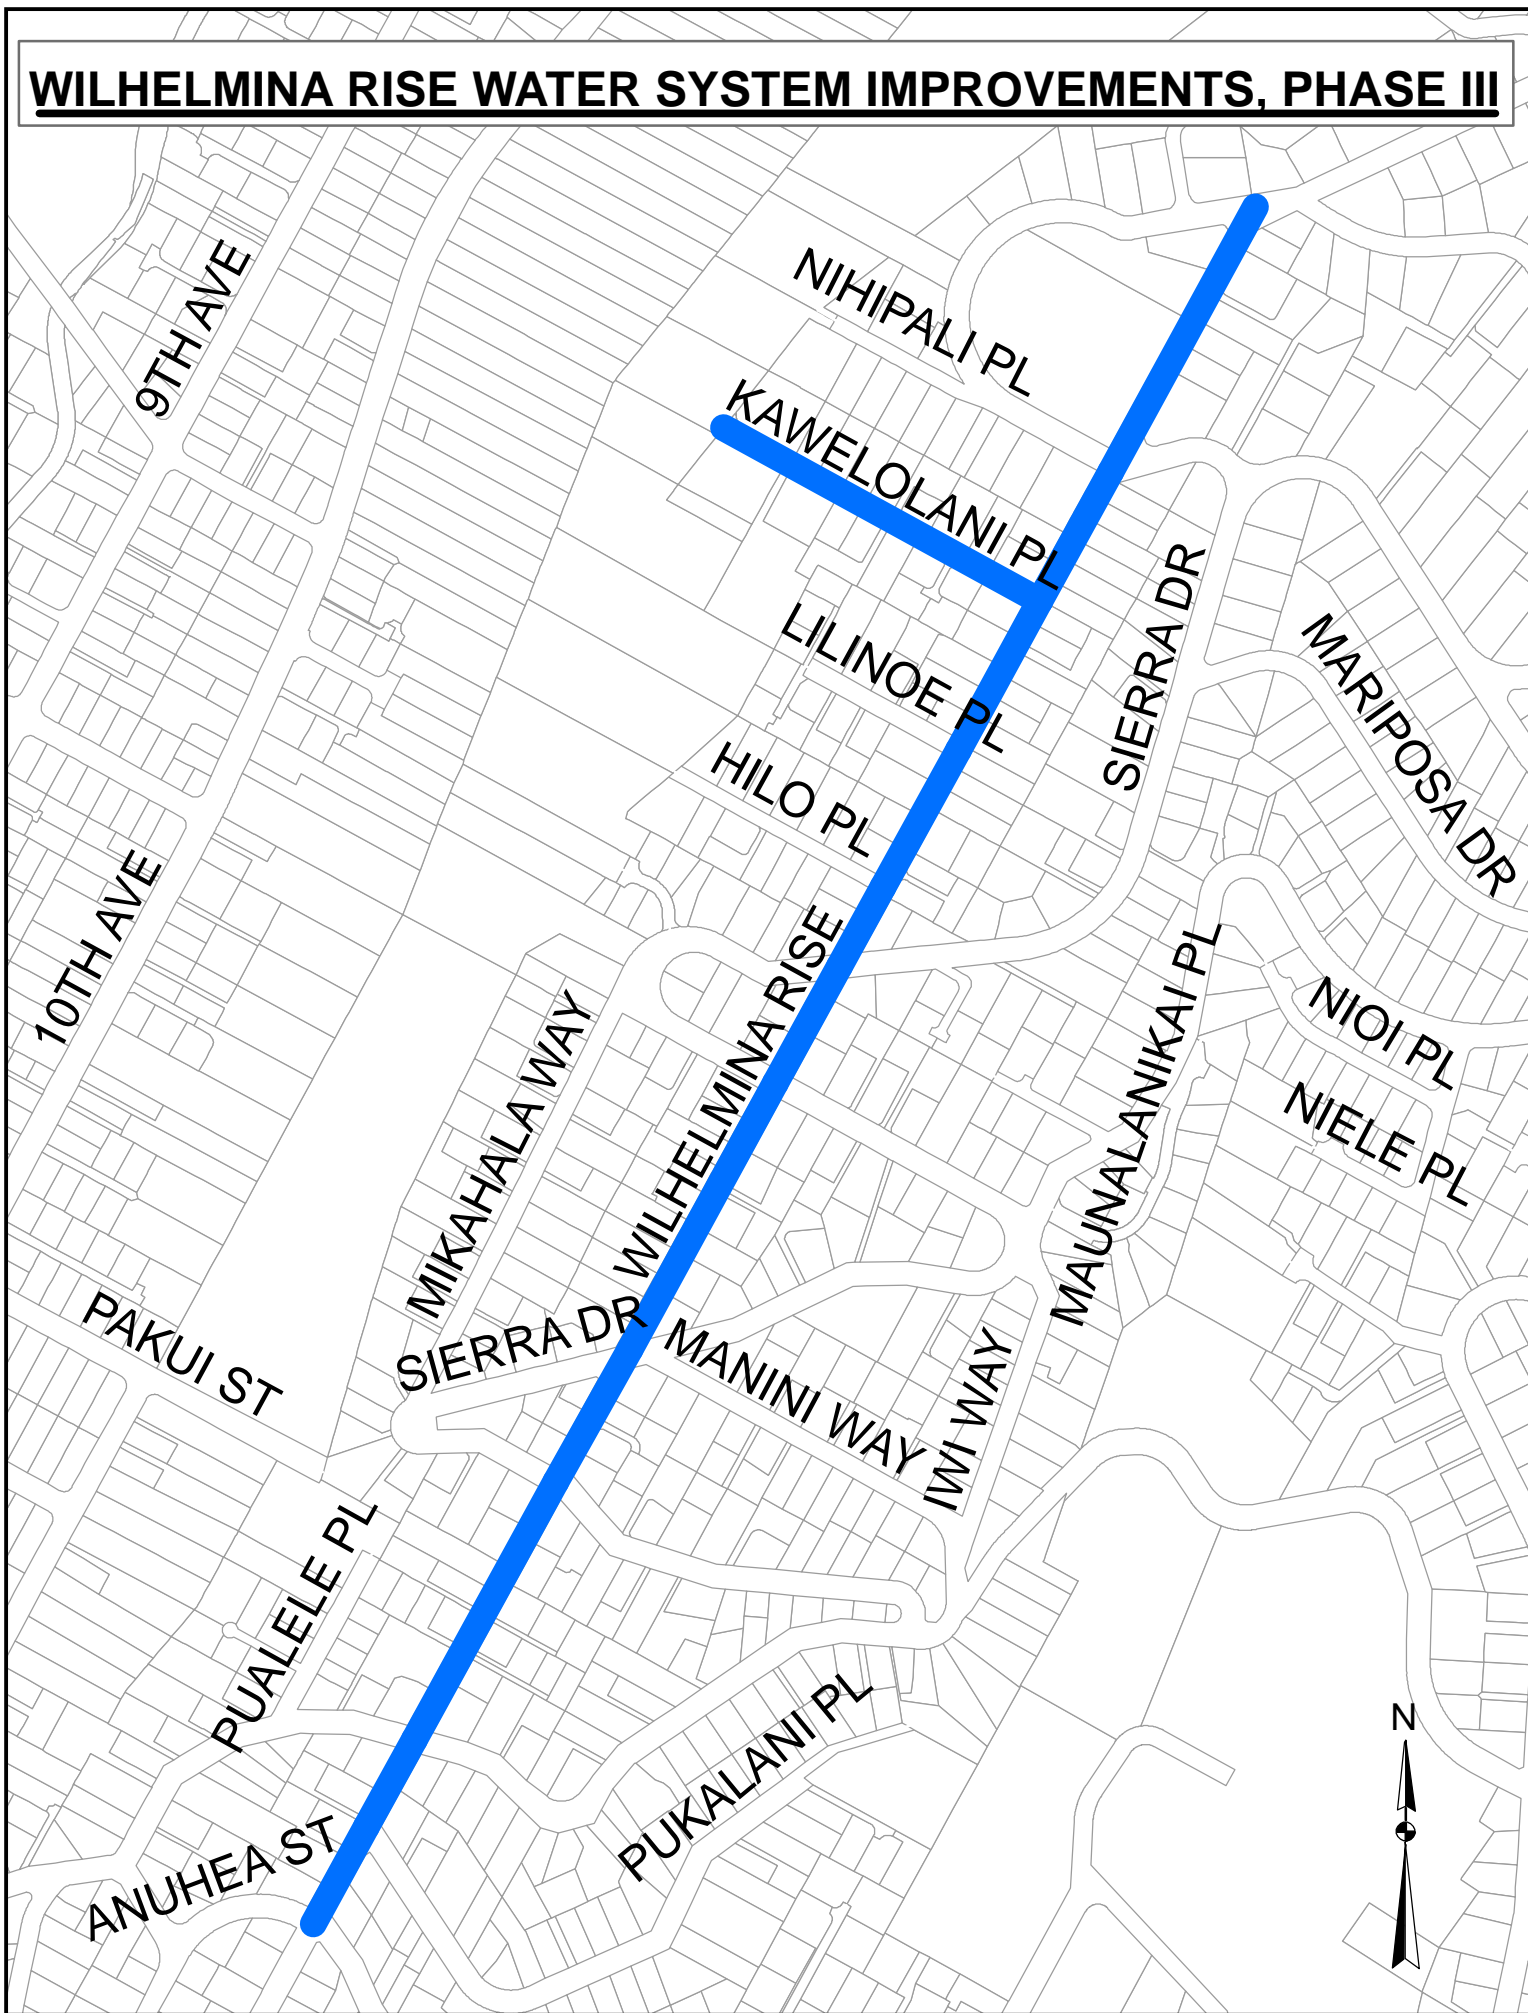 WILHELMINA RISE WATER SYSTEM IMPROVEMENTS, PHASE III
9TH AVE
NIHIPALI PL
KAWELOLANI PL
SIERRA DR
LILINOE PL
MARIPOSA DR
HILO PL
10TH AVE
WILHELMINA RISE
MAUNALANIKAI PL
MIKAHALA WAY
NIOI PL
NIELE PL
PAKUI ST
SIERRA DR
MANINI WAY
IWI WAY
PUALELE PL
PUKALANI PL
ANUHEA ST
N